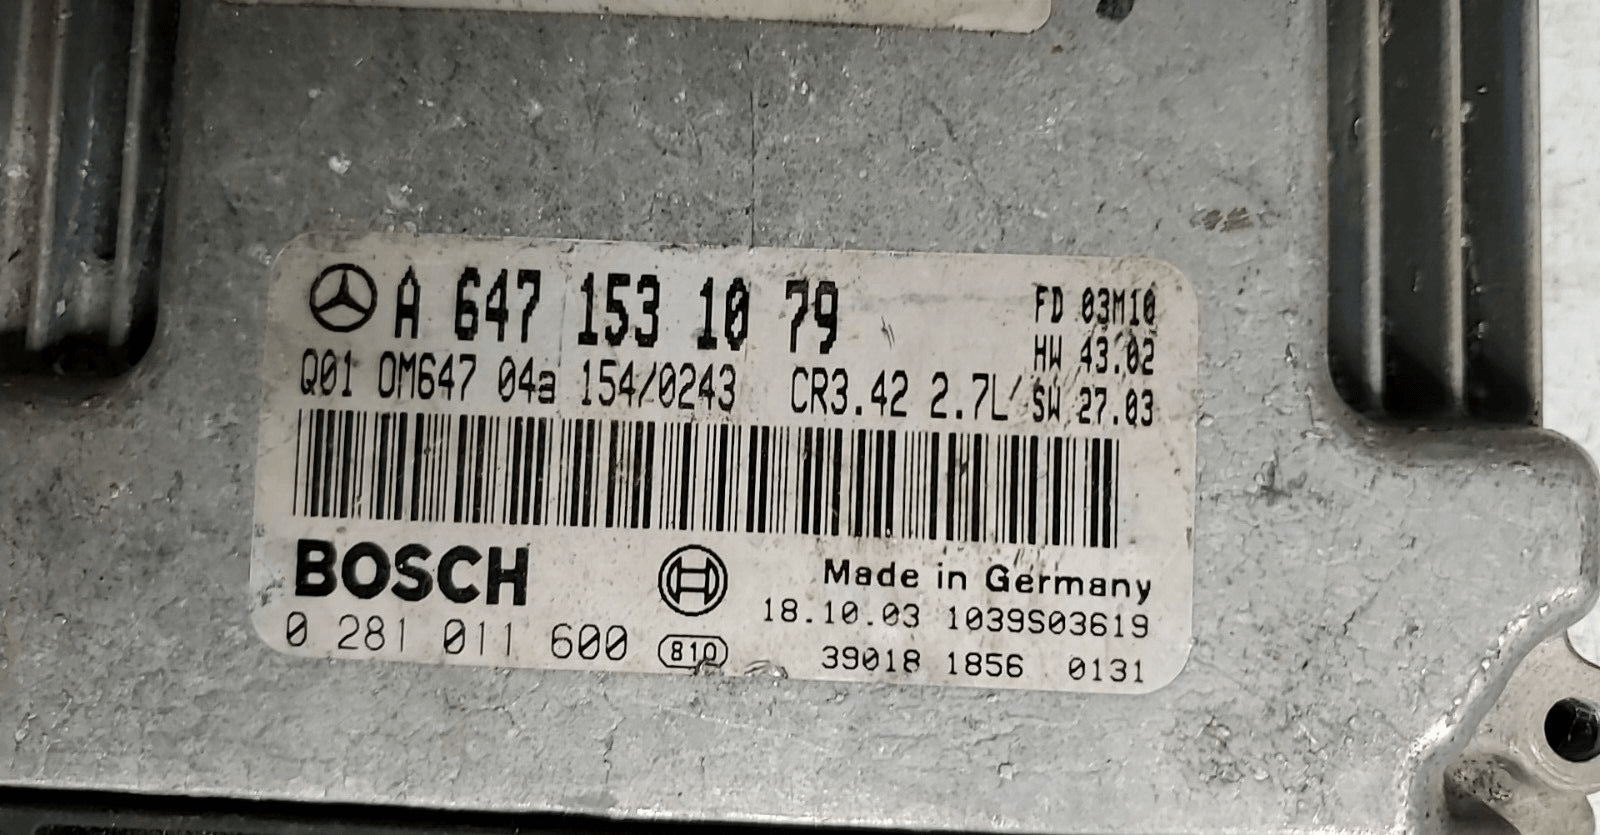 A 647 153 10 79
FD 03M10
HW 43.02
Q01 OM647 04a 154/0243 CR3.42 2.7L/ SW 27.03
BOSCH
Made in Germany
18.10.03 1039S03619
0 281 011 600 810 39018 1856 0131